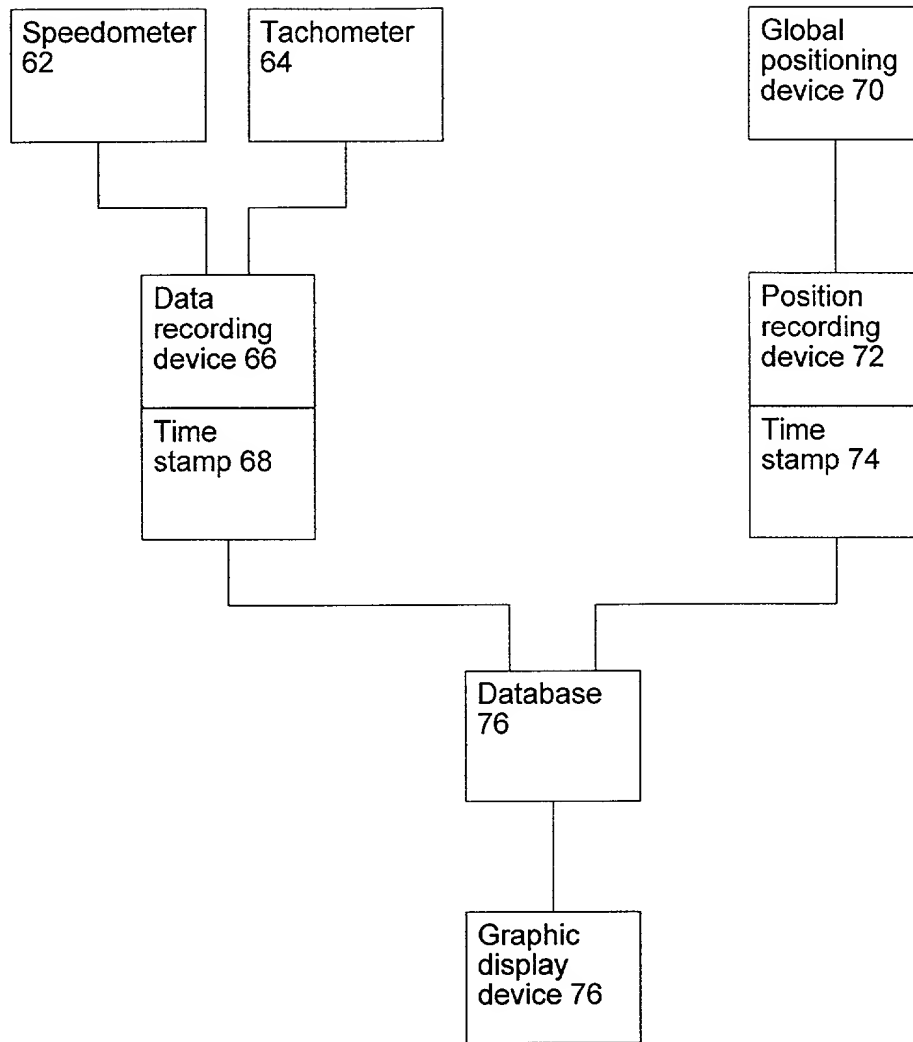 Speedometer
62
Tachometer
64
Global
positioning
device 70
Data
recording
device 66
Time
stamp 68
Position
recording
device 72
Time
stamp 74
Database
76
Graphic
display
device 76